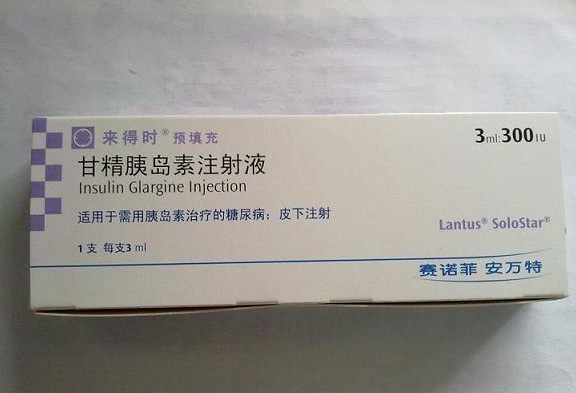 来得时® 预填充
3ml:300IU
甘精胰岛素注射液
Insulin Glargine Injection
适用于需用胰岛素治疗的糖尿病；皮下注射
Lantus® SoloStar®
1支 每支3 ml
赛诺菲 安万特